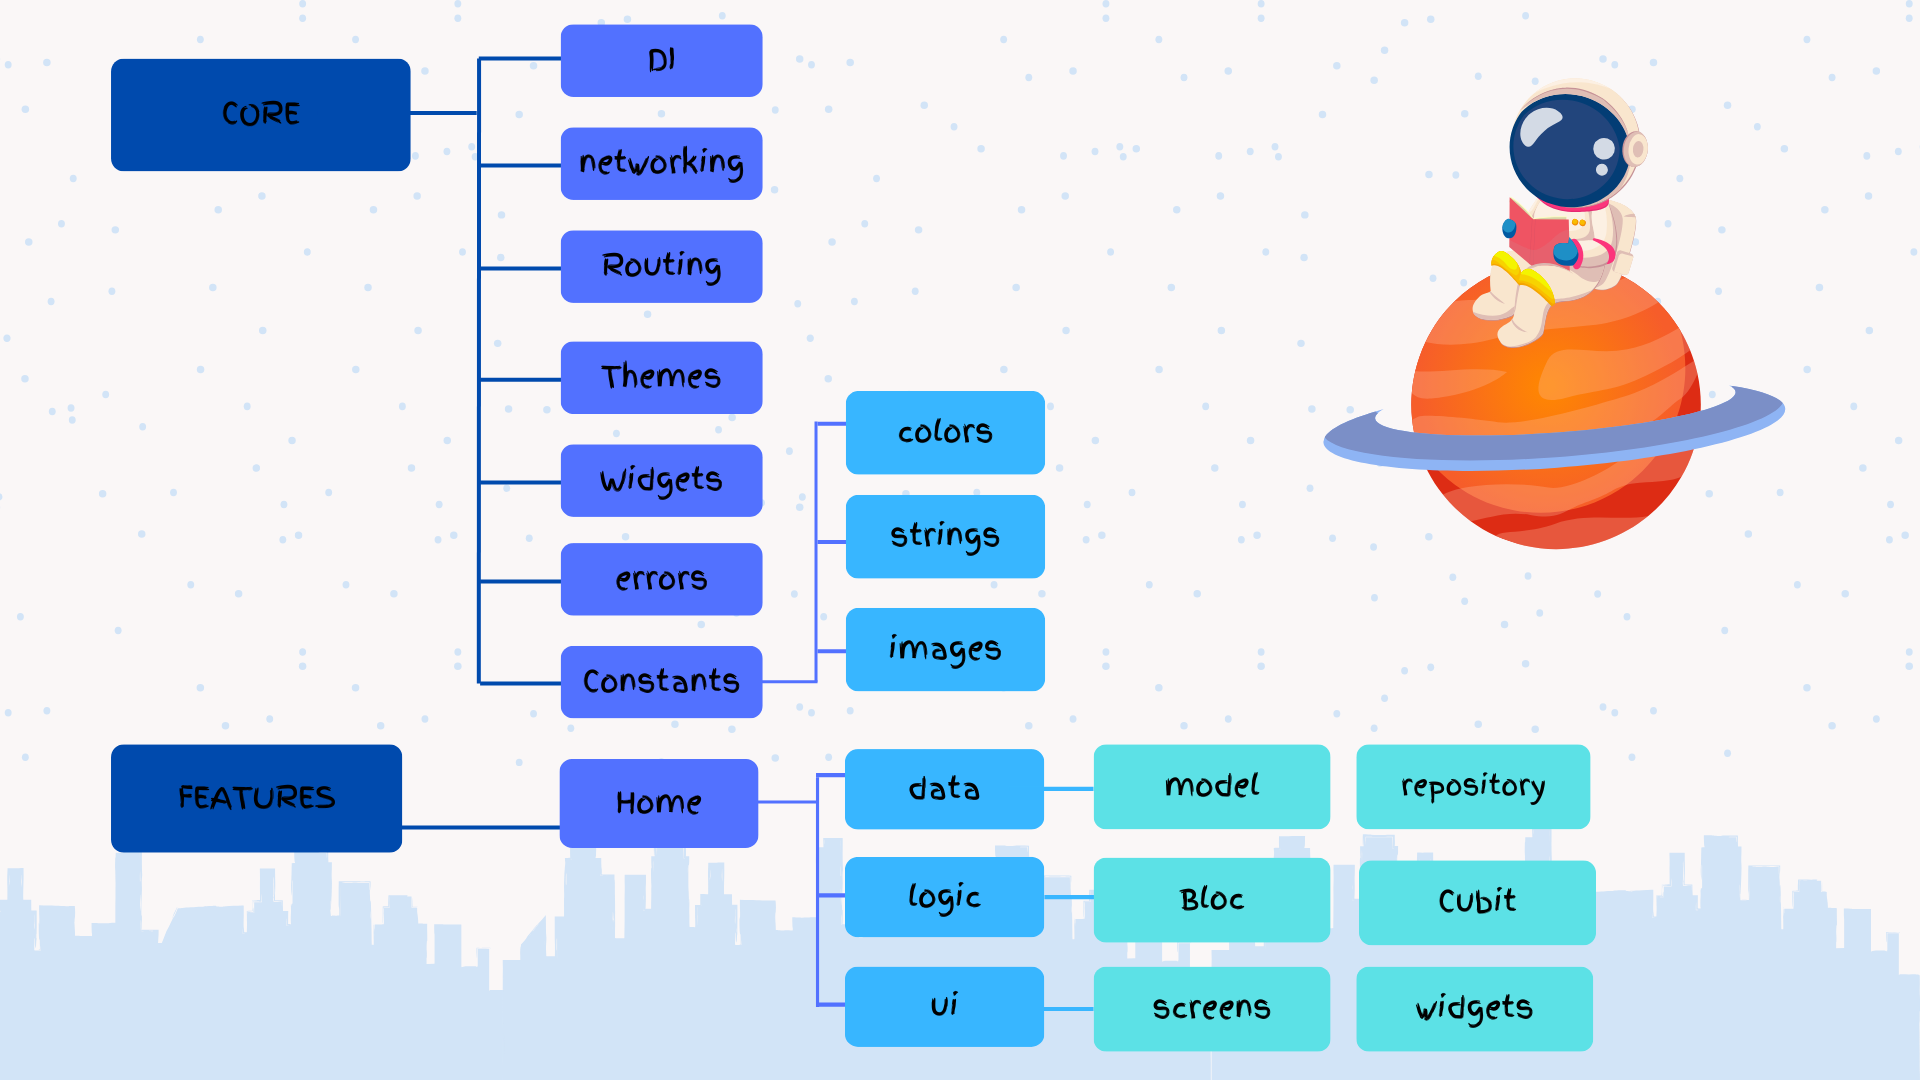 CORE
DI
networking
Routing
Themes
Widgets
errors
Constants
colors
strings
images
FEATURES
Home
data
model
repository
logic
Bloc
Cubit
ui
screens
widgets